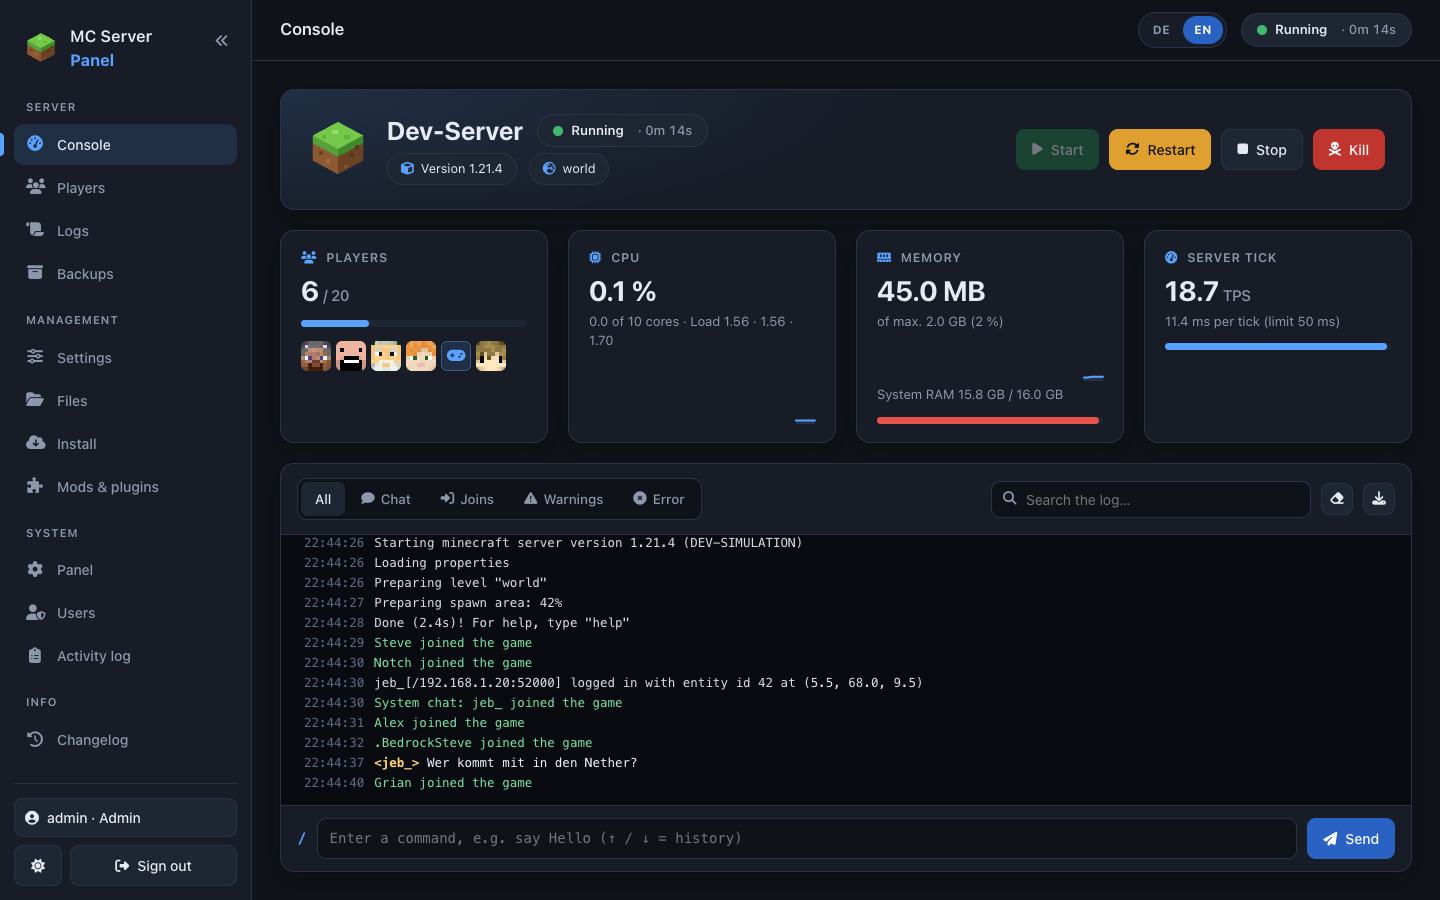 MC Server
Panel
SERVER
Console
Players
Logs
Backups
MANAGEMENT
Settings
Files
Install
Mods & plugins
SYSTEM
Panel
Users
Activity log
INFO
Changelog
admin · Admin
Sign out
Console
DE EN
Running · 0m 14s
Dev-Server
Running · 0m 14s
Version 1.21.4
world
Start
Restart
Stop
Kill
PLAYERS
6 / 20
CPU
0.1 %
0.0 of 10 cores · Load 1.56 · 1.56 ·
1.70
MEMORY
45.0 MB
of max. 2.0 GB (2 %)
System RAM 15.8 GB / 16.0 GB
SERVER TICK
18.7 TPS
11.4 ms per tick (limit 50 ms)
All
Chat
Joins
Warnings
Error
Search the log...
22:44:26 Starting minecraft server version 1.21.4 (DEV-SIMULATION)
22:44:26 Loading properties
22:44:26 Preparing level "world"
22:44:27 Preparing spawn area: 42%
22:44:28 Done (2.4s)! For help, type "help"
22:44:29 Steve joined the game
22:44:30 Notch joined the game
22:44:30 jeb_[/192.168.1.20:52000] logged in with entity id 42 at (5.5, 68.0, 9.5)
22:44:30 System chat: jeb_ joined the game
22:44:31 Alex joined the game
22:44:32 .BedrockSteve joined the game
22:44:37 <jeb_> Wer kommt mit in den Nether?
22:44:40 Grian joined the game
/ Enter a command, e.g. say Hello (↑ / ↓ = history)
Send